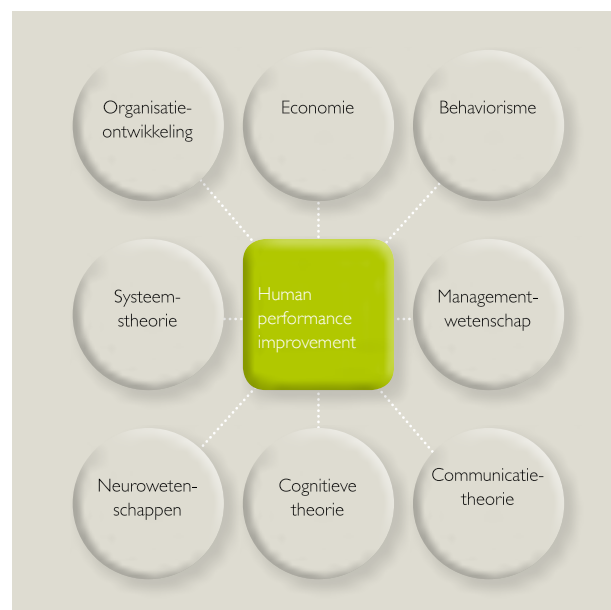 Organisatie-
ontwikkeling
Economie
Behaviorisme
Systeem-
stheorie
Human
performance
improvement
Management-
wetenschap
Neuroweten-
schappen
Cognitieve
theorie
Communicatie-
theorie